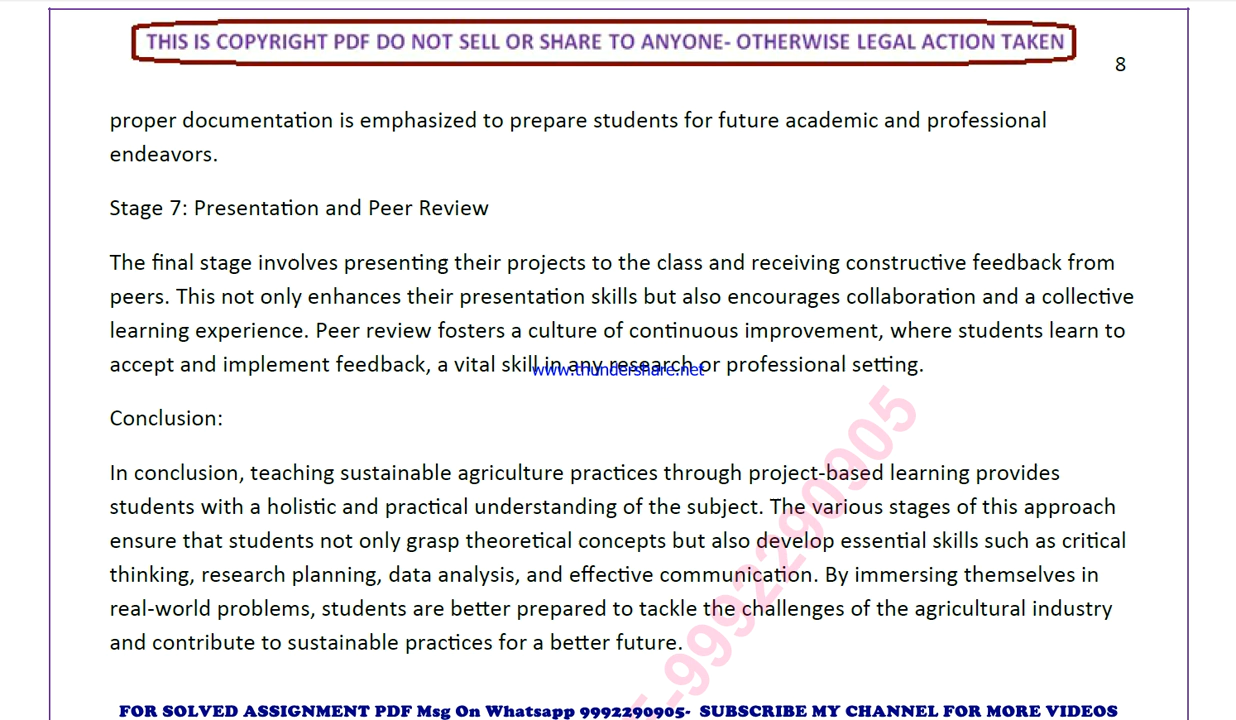 THIS IS COPYRIGHT PDF DO NOT SELL OR SHARE TO ANYONE- OTHERWISE LEGAL ACTION TAKEN
8
proper documentation is emphasized to prepare students for future academic and professional
endeavors.
Stage 7: Presentation and Peer Review
The final stage involves presenting their projects to the class and receiving constructive feedback from
peers. This not only enhances their presentation skills but also encourages collaboration and a collective
learning experience. Peer review fosters a culture of continuous improvement, where students learn to
accept and implement feedback, a vital skill in any research or professional setting.
www.thundershare.net
Conclusion:
In conclusion, teaching sustainable agriculture practices through project-based learning provides
students with a holistic and practical understanding of the subject. The various stages of this approach
ensure that students not only grasp theoretical concepts but also develop essential skills such as critical
thinking, research planning, data analysis, and effective communication. By immersing themselves in
real-world problems, students are better prepared to tackle the challenges of the agricultural industry
and contribute to sustainable practices for a better future.
-9992290905
FOR SOLVED ASSIGNMENT PDF Msg On Whatsapp 9992290905- SUBSCRIBE MY CHANNEL FOR MORE VIDEOS